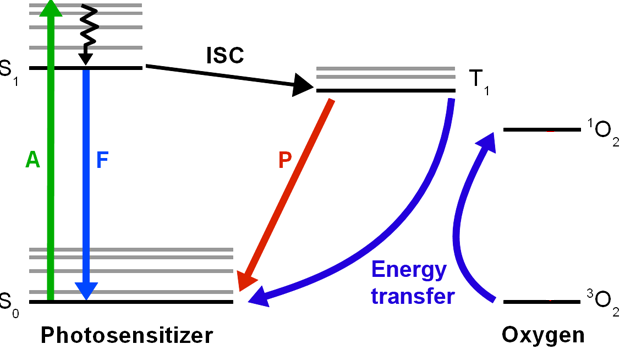 ISC
S₁
T₁
¹O₂
A
F
P
Energy
transfer
S₀
³O₂
Photosensitizer
Oxygen